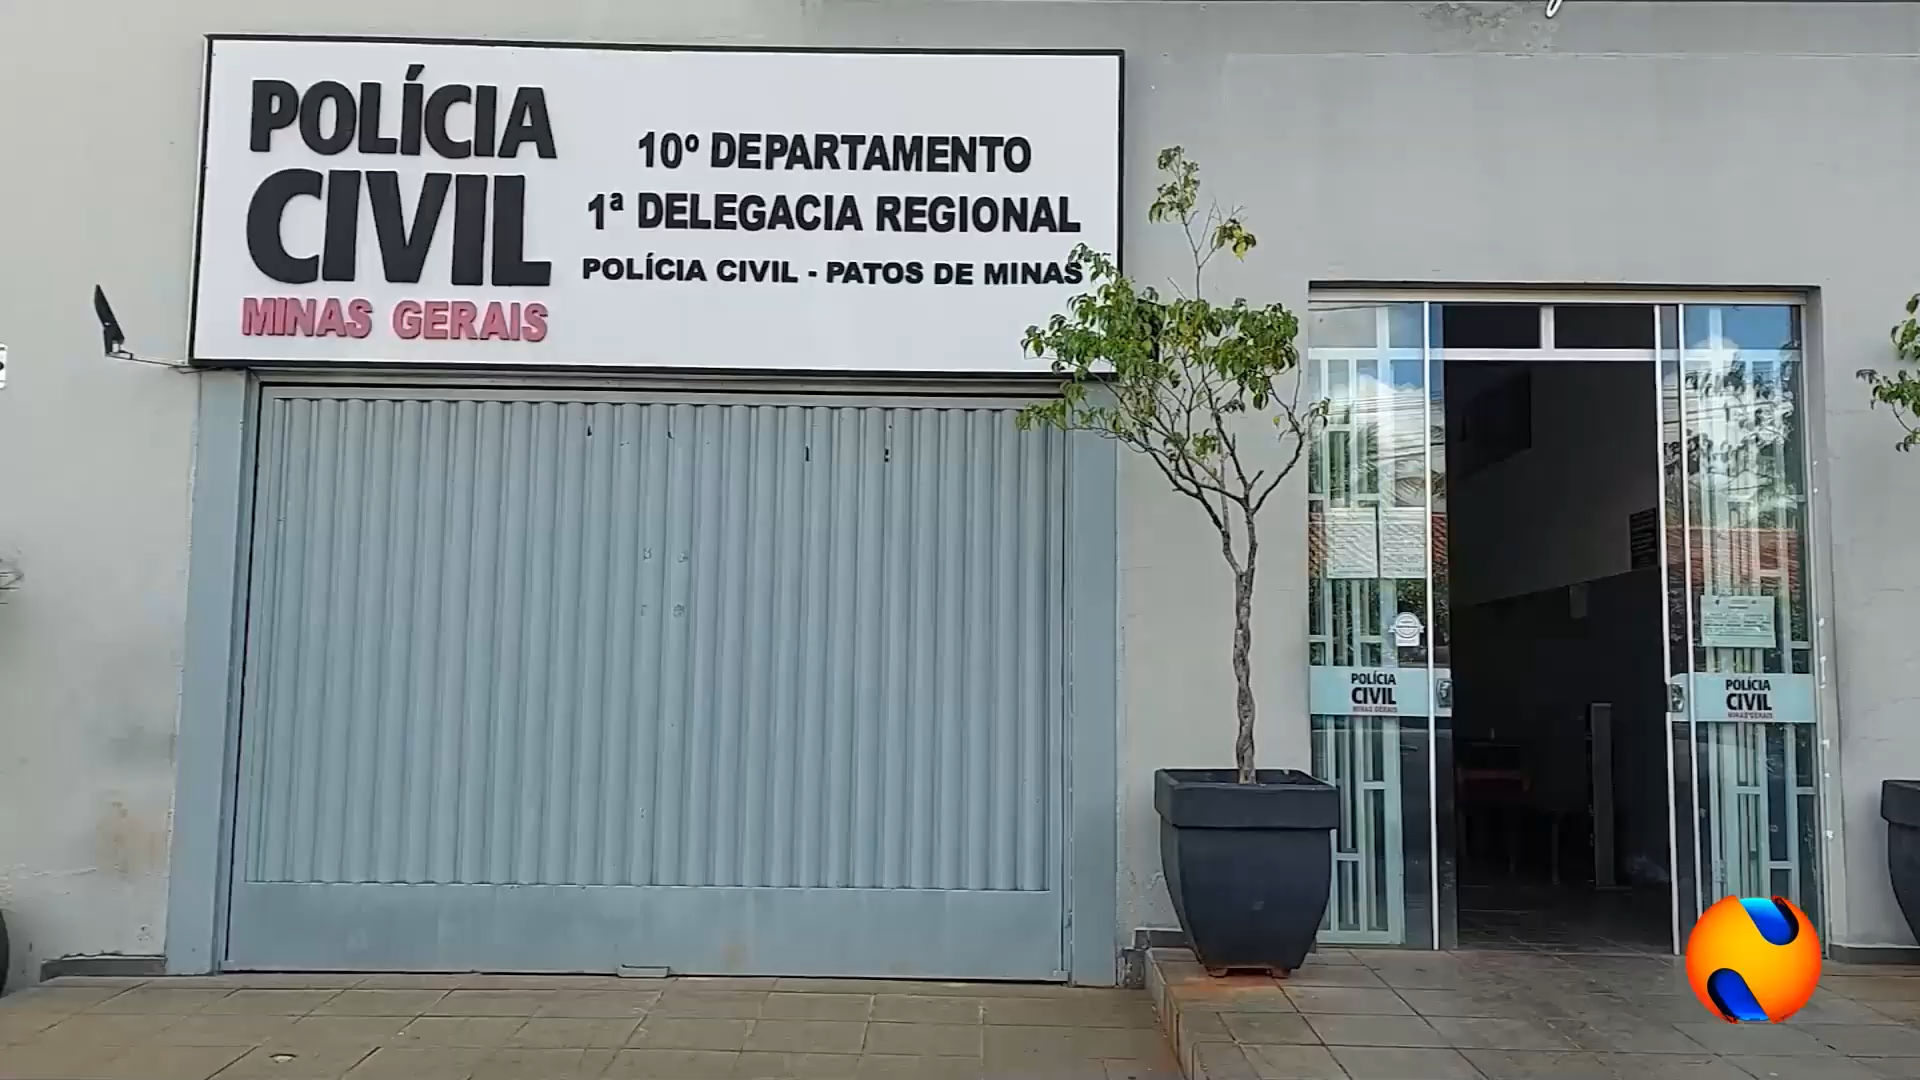 POLÍCIA
CIVIL
MINAS GERAIS
10º DEPARTAMENTO
1ª DELEGACIA REGIONAL
POLÍCIA CIVIL - PATOS DE MINAS
POLÍCIA
CIVIL
MINAS GERAIS
POLÍCIA
CIVIL
MINAS GERAIS